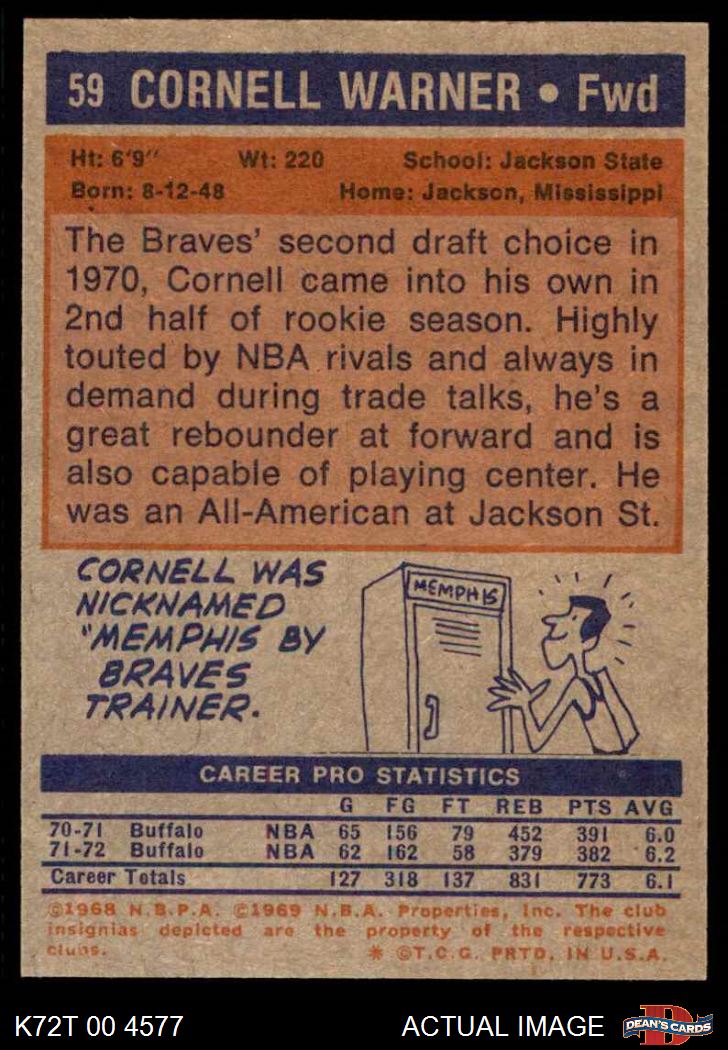 59 CORNELL WARNER • Fwd
Ht: 6'9" Wt: 220 School: Jackson State
Born: 8-12-48 Home: Jackson, Mississippi
The Braves' second draft choice in
1970, Cornell came into his own in
2nd half of rookie season. Highly
touted by NBA rivals and always in
demand during trade talks, he's a
great rebounder at forward and is
also capable of playing center. He
was an All-American at Jackson St.
CORNELL WAS
NICKNAMED
"MEMPHIS BY
BRAVES
TRAINER.
MEMPHIS
CAREER PRO STATISTICS
G FG FT REB PTS AVG
70-71 Buffalo NBA 65 156 79 452 391 6.0
71-72 Buffalo NBA 62 162 58 379 382 6.2
Career Totals 127 318 137 831 773 6.1
©1968 N.B.P.A. ©1969 N.B.A. Properties, Inc. The club
insignias depicted are the property of the respective
clubs. * ©T.C.G. PRTD. IN U.S.A.
K72T 00 4577 ACTUAL IMAGE D DEAN'S CARDS